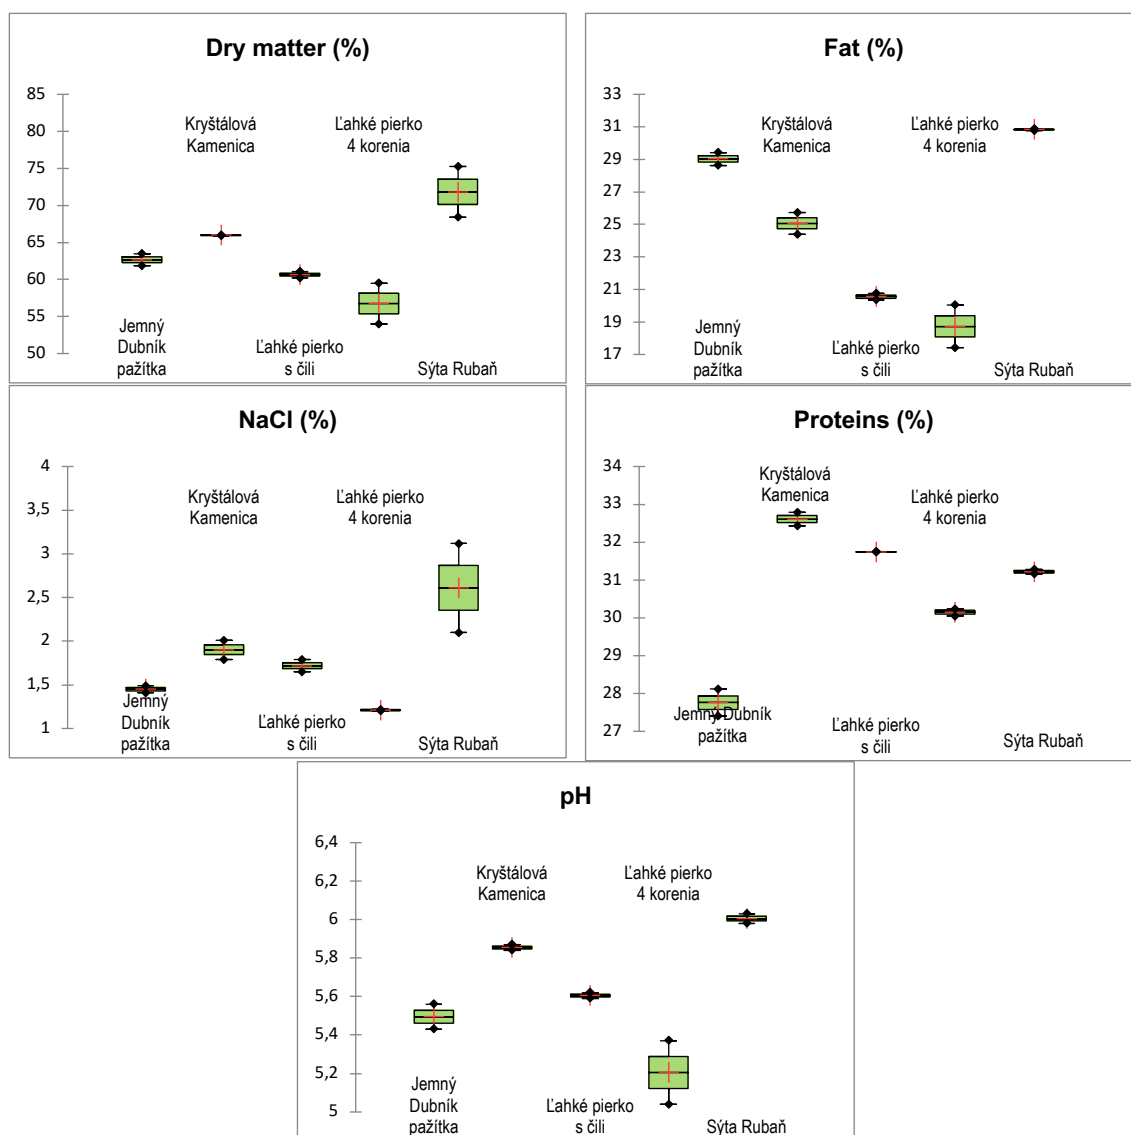 Dry matter (%)
85
80
75
70
65
60
55
50
Kryštálová
Kamenica
Ľahké pierko
4 korenia
Jemný
Dubník
pažítka
Ľahké pierko
s čili
Sýta Rubaň
Fat (%)
33
31
29
27
25
23
21
19
17
Kryštálová
Kamenica
Ľahké pierko
4 korenia
Jemný
Dubník
pažítka
Ľahké pierko
s čili
Sýta Rubaň
NaCl (%)
4
3,5
3
2,5
2
1,5
1
Kryštálová
Kamenica
Ľahké pierko
4 korenia
Jemný
Dubník
pažítka
Ľahké pierko
s čili
Sýta Rubaň
Proteins (%)
34
33
32
31
30
29
28
27
Kryštálová
Kamenica
Ľahké pierko
4 korenia
Jemný Dubník
pažítka
Ľahké pierko
s čili
Sýta Rubaň
pH
6,4
6,2
6
5,8
5,6
5,4
5,2
5
Kryštálová
Kamenica
Ľahké pierko
4 korenia
Jemný
Dubník
pažítka
Ľahké pierko
s čili
Sýta Rubaň